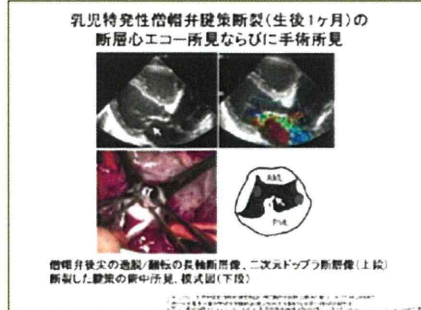 乳児特発性僧帽弁腱策断裂(生後1ヶ月)の
断層心エコー所見ならびに手術所見
AML
PML
僧帽弁後尖の逸脱/翻転の長軸断層像、二次元ドップラ断層像(上段)
断裂した腱策の術中所見、模式図(下段)